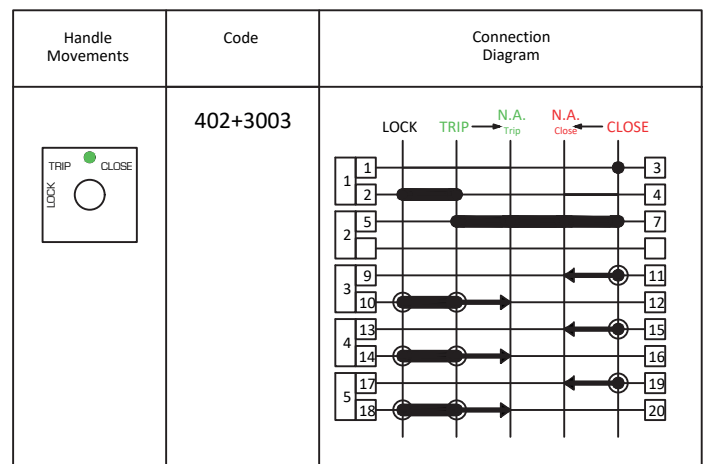 Handle
Movements
Code
Connection
Diagram
402+3003
TRIP
CLOSE
LOCK
LOCK
TRIP
N.A.
Trip
N.A.
Close
CLOSE
1
1
3
2
4
2
5
7
3
9
11
10
12
4
13
15
14
16
5
17
19
18
20